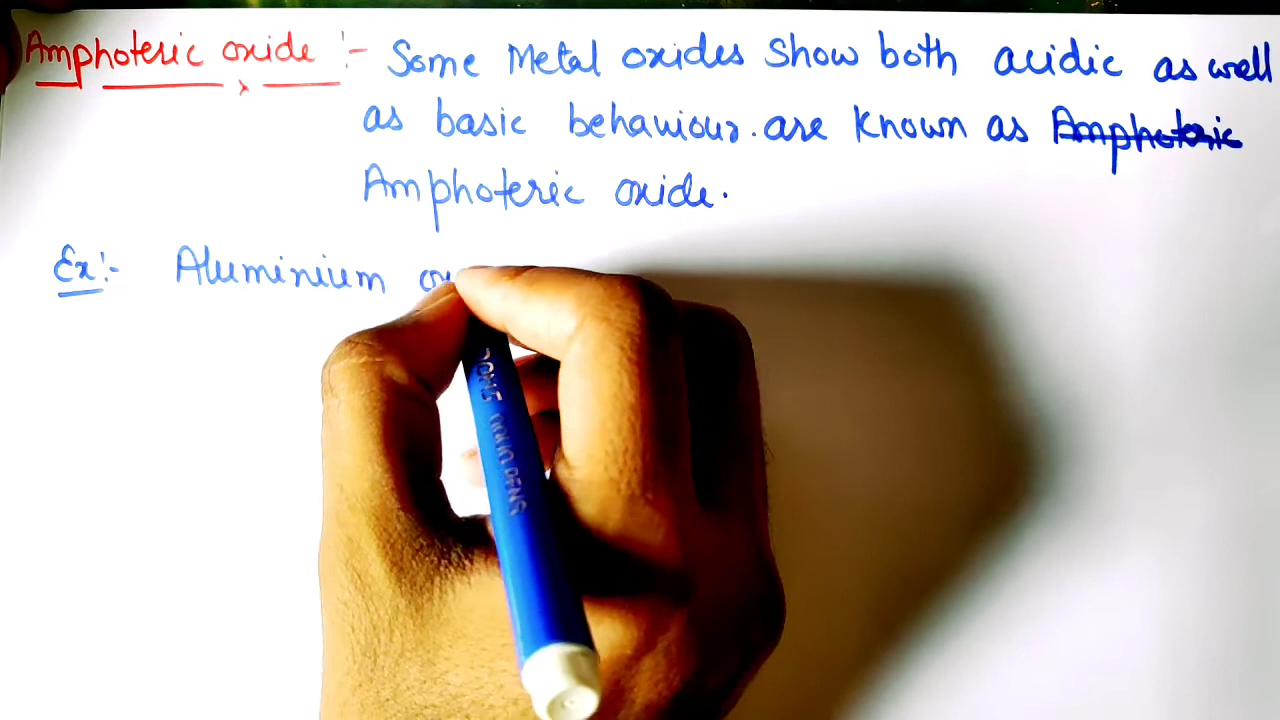 Amphoteric oxide :- Some Metal oxides show both acidic as well
as basic behaviour. are known as Amphoteric
Amphoteric oxide.
Ex:- Aluminium